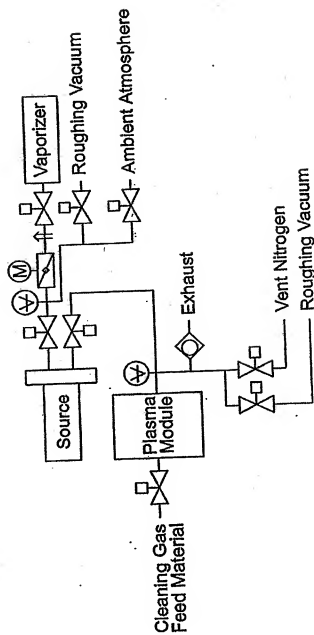 Source
M
Vaporizer
Roughing Vacuum
Ambient Atmosphere
Cleaning Gas
Feed Material
Plasma
Module
Exhaust
Vent Nitrogen
Roughing Vacuum